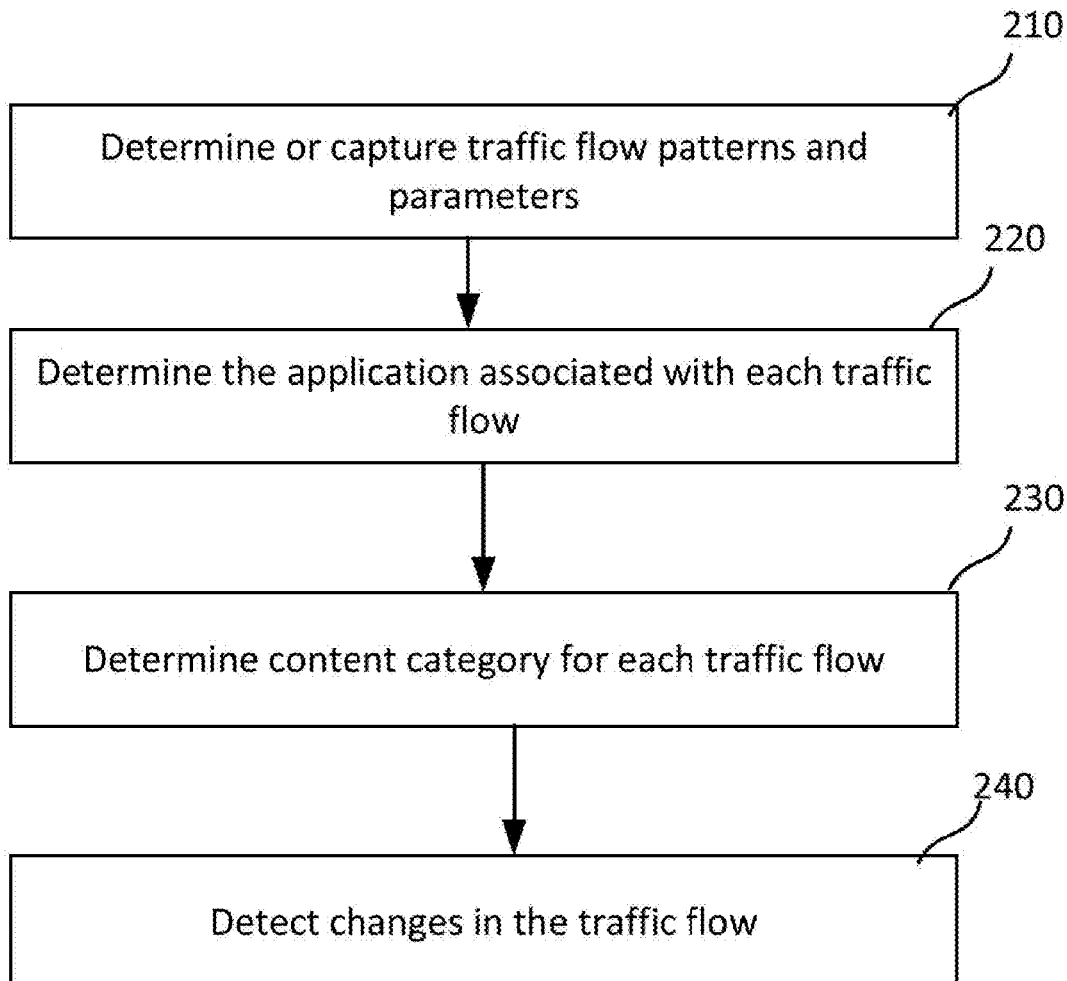 210
Determine or capture traffic flow patterns and
parameters
220
Determine the application associated with each traffic
flow
230
Determine content category for each traffic flow
240
Detect changes in the traffic flow